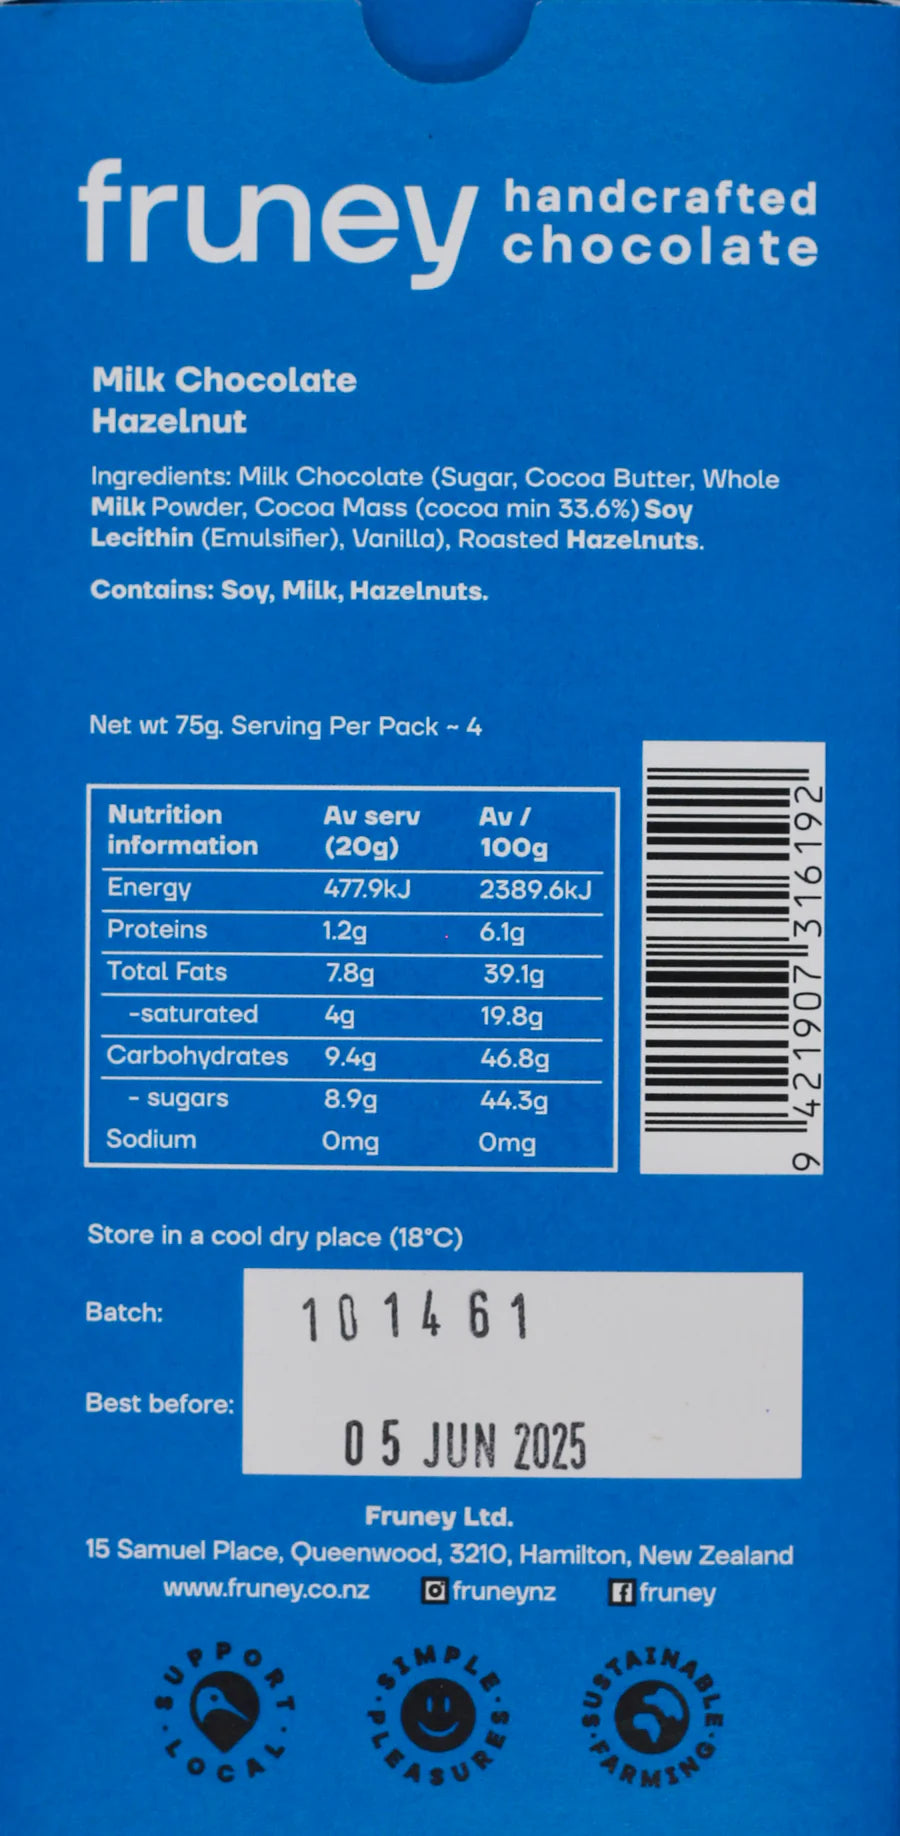 fruney handcrafted
chocolate
Milk Chocolate
Hazelnut
Ingredients: Milk Chocolate (Sugar, Cocoa Butter, Whole
Milk Powder, Cocoa Mass (cocoa min 33.6%) Soy
Lecithin (Emulsifier), Vanilla), Roasted Hazelnuts.
Contains: Soy, Milk, Hazelnuts.
Net wt 75g. Serving Per Pack ~ 4
Nutrition information Av serv (20g) Av / 100g
Energy 477.9kJ 2389.6kJ
Proteins 1.2g 6.1g
Total Fats 7.8g 39.1g
-saturated 4g 19.8g
Carbohydrates 9.4g 46.8g
- sugars 8.9g 44.3g
Sodium 0mg 0mg
9 421907 316192
Store in a cool dry place (18°C)
Batch: 101461
Best before: 05 JUN 2025
Fruney Ltd.
15 Samuel Place, Queenwood, 3210, Hamilton, New Zealand
www.fruney.co.nz fruneynz fruney
SUPPORT · LOCAL ·
SIMPLE · PLEASURES ·
SUSTAINABLE · FARMING ·